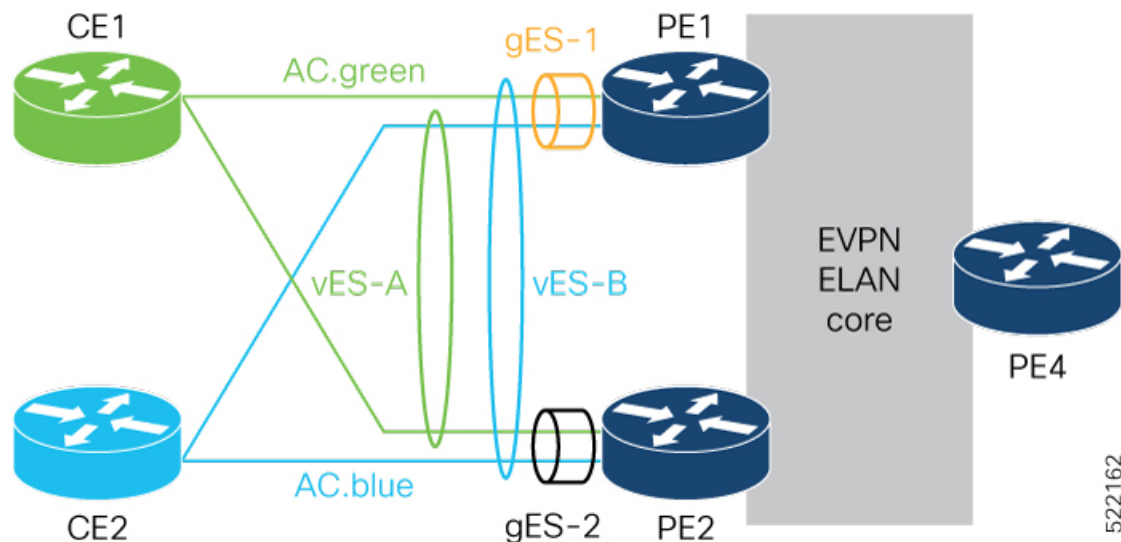 CE1
PE1
gES-1
AC.green
vES-A
vES-B
EVPN
ELAN
core
PE4
AC.blue
CE2
gES-2
PE2
522162